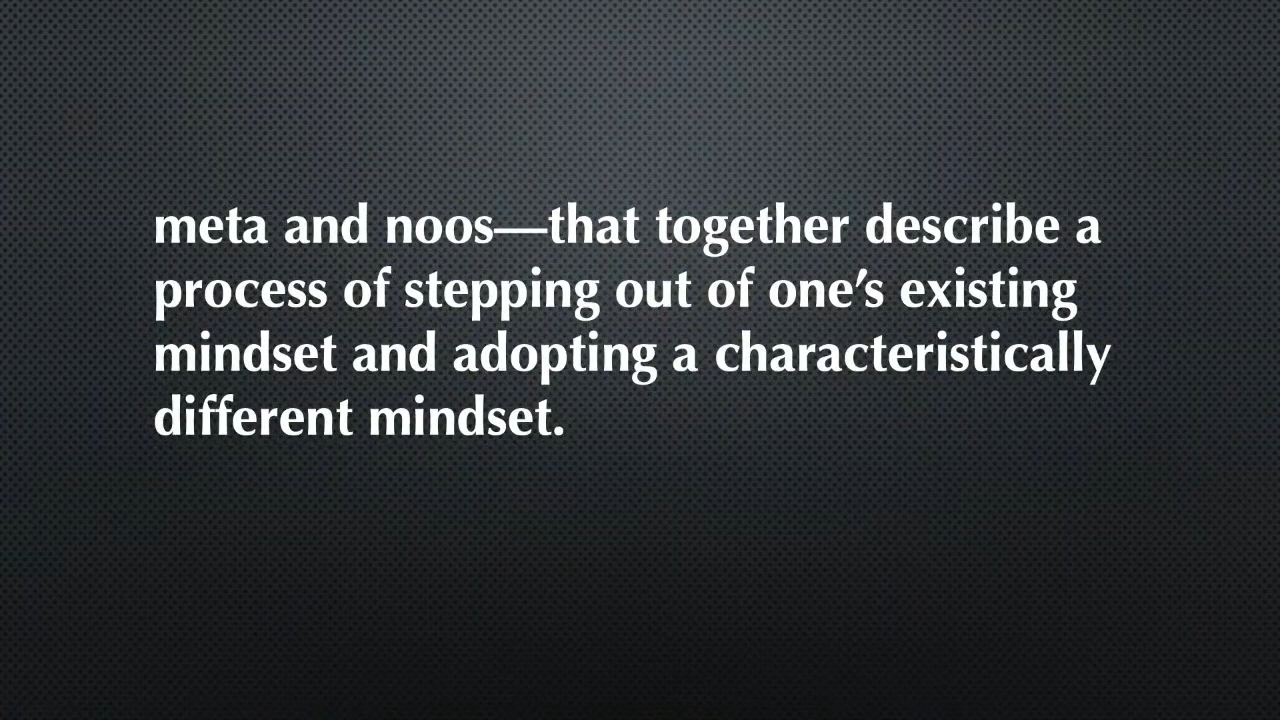 meta and noos—that together describe a
process of stepping out of one’s existing
mindset and adopting a characteristically
different mindset.